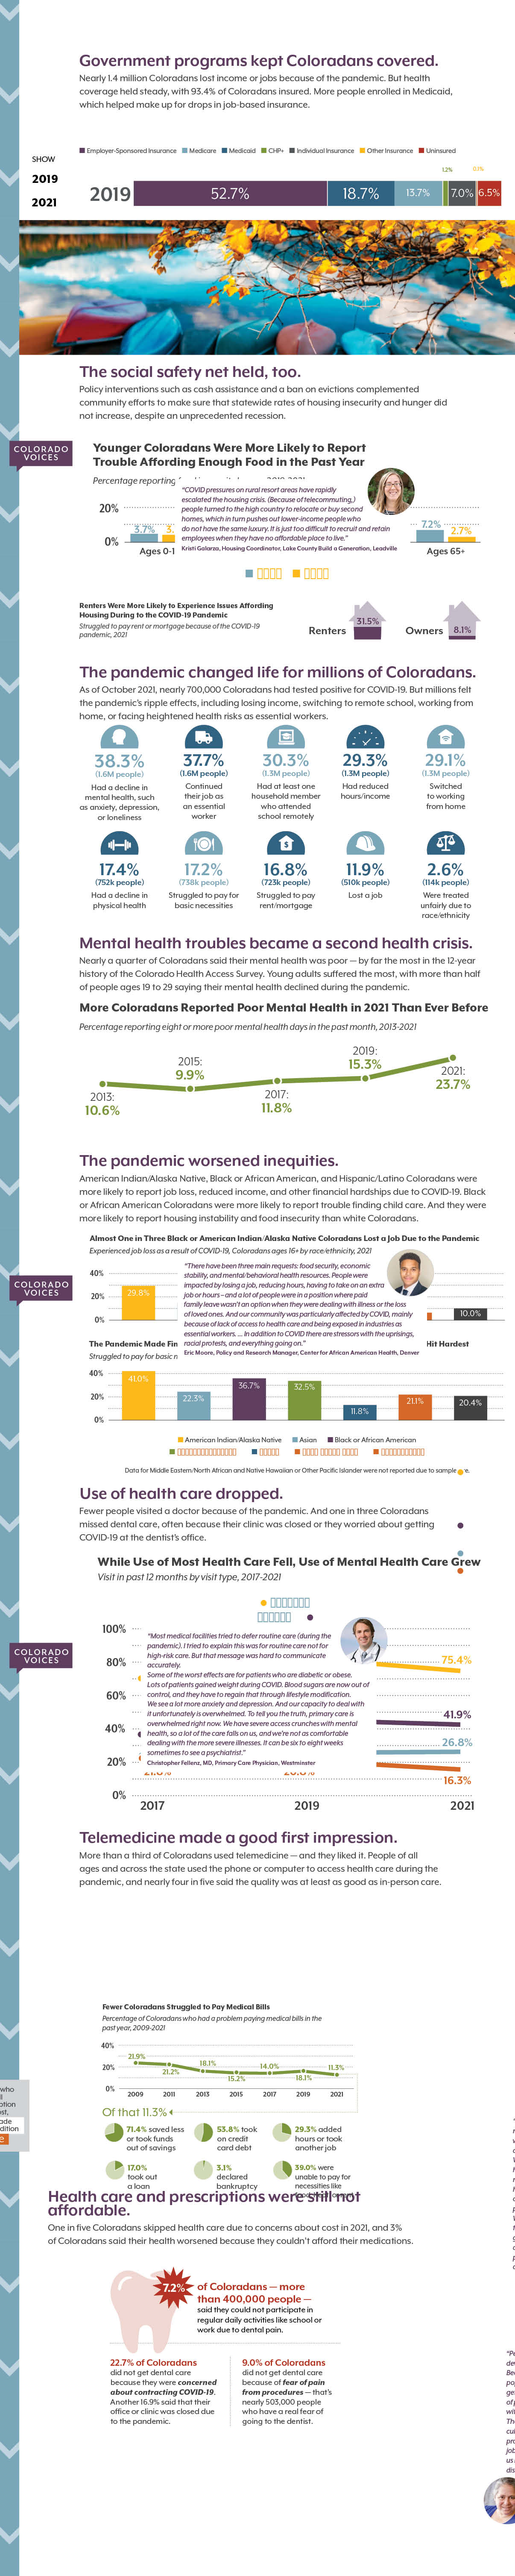 Government programs kept Coloradans covered.
Nearly 1.4 million Coloradans lost income or jobs because of the pandemic. But health
coverage held steady, with 93.4% of Coloradans insured. More people enrolled in Medicaid,
which helped make up for drops in job-based insurance.
SHOW
2019
2021
Employer-Sponsored Insurance Medicare Medicaid CHP+ Individual Insurance Other Insurance Uninsured
1.2% 0.1%
2019 52.7% 18.7% 13.7% 7.0% 6.5%
The social safety net held, too.
Policy interventions such as cash assistance and a ban on evictions complemented
community efforts to make sure that statewide rates of housing insecurity and hunger did
not increase, despite an unprecedented recession.
COLORADO
VOICES
Younger Coloradans Were More Likely to Report
Trouble Affording Enough Food in the Past Year
Percentage reporting
"COVID pressures on rural resort areas have rapidly
escalated the housing crisis. (Because of telecommuting,)
people turned to the high country to relocate or buy second
homes, which in turn pushes out lower-income people who
do not have the same luxury. It is just too difficult to recruit and retain
employees when they have no affordable place to live."
Kristi Galarza, Housing Coordinator, Lake County Build a Generation, Leadville
20%
0%
3.7% 3.
7.2%
2.7%
Ages 0-1
Ages 65+
Renters Were More Likely to Experience Issues Affording
Housing During to the COVID-19 Pandemic
Struggled to pay rent or mortgage because of the COVID-19
pandemic, 2021
Renters 31.5%
Owners 8.1%
The pandemic changed life for millions of Coloradans.
As of October 2021, nearly 700,000 Coloradans had tested positive for COVID-19. But millions felt
the pandemic's ripple effects, including losing income, switching to remote school, working from
home, or facing heightened health risks as essential workers.
38.3%
(1.6M people)
Had a decline in
mental health, such
as anxiety, depression,
or loneliness
37.7%
(1.6M people)
Continued
their job as
an essential
worker
30.3%
(1.3M people)
Had at least one
household member
who attended
school remotely
29.3%
(1.3M people)
Had reduced
hours/income
29.1%
(1.3M people)
Switched
to working
from home
17.4%
(752k people)
Had a decline in
physical health
17.2%
(738k people)
Struggled to pay for
basic necessities
16.8%
(723k people)
Struggled to pay
rent/mortgage
11.9%
(510k people)
Lost a job
2.6%
(114k people)
Were treated
unfairly due to
race/ethnicity
Mental health troubles became a second health crisis.
Nearly a quarter of Coloradans said their mental health was poor — by far the most in the 12-year
history of the Colorado Health Access Survey. Young adults suffered the most, with more than half
of people ages 19 to 29 saying their mental health declined during the pandemic.
More Coloradans Reported Poor Mental Health in 2021 Than Ever Before
Percentage reporting eight or more poor mental health days in the past month, 2013-2021
2013:
10.6%
2015:
9.9%
2017:
11.8%
2019:
15.3%
2021:
23.7%
The pandemic worsened inequities.
American Indian/Alaska Native, Black or African American, and Hispanic/Latino Coloradans were
more likely to report job loss, reduced income, and other financial hardships due to COVID-19. Black
or African American Coloradans were more likely to report trouble finding child care. And they were
more likely to report housing instability and food insecurity than white Coloradans.
Almost One in Three Black or American Indian/Alaska Native Coloradans Lost a Job Due to the Pandemic
Experienced job loss as a result of COVID-19, Coloradans ages 16+ by race/ethnicity, 2021
COLORADO
VOICES
40%
20%
0%
29.8%
10.0%
"There have been three main requests: food security, economic
stability, and mental/behavioral health resources. People were
impacted by losing a job, reducing hours, having to take on an extra
job or hours – and a lot of people were in a position where paid
family leave wasn't an option when they were dealing with illness or the loss
of loved ones. And our community was particularly affected by COVID, mainly
because of lack of access to health care and being exposed in industries as
essential workers. ... In addition to COVID there are stressors with the uprisings,
racial protests, and everything going on."
Eric Moore, Policy and Research Manager, Center for African American Health, Denver
The Pandemic Made Fin
Hit Hardest
Struggled to pay for basic n
40%
20%
0%
41.0%
22.3%
36.7%
32.5%
11.8%
21.1%
20.4%
American Indian/Alaska Native Asian Black or African American
Data for Middle Eastern/North African and Native Hawaiian or Other Pacific Islander were not reported due to sample
Use of health care dropped.
Fewer people visited a doctor because of the pandemic. And one in three Coloradans
missed dental care, often because their clinic was closed or they worried about getting
COVID-19 at the dentist's office.
While Use of Most Health Care Fell, Use of Mental Health Care Grew
Visit in past 12 months by visit type, 2017-2021
COLORADO
VOICES
100%
80%
60%
40%
20%
0%
"Most medical facilities tried to defer routine care (during the
pandemic). I tried to explain this was for routine care not for
high-risk care. But that message was hard to communicate
accurately.
Some of the worst effects are for patients who are diabetic or obese.
Lots of patients gained weight during COVID. Blood sugars are now out of
control, and they have to regain that through lifestyle modification.
We see a lot more anxiety and depression. And our capacity to deal with
it unfortunately is overwhelmed. To tell you the truth, primary care is
overwhelmed right now. We have severe access crunches with mental
health, so a lot of the care falls on us, and we're not as comfortable
dealing with the more severe illnesses. It can be six to eight weeks
sometimes to see a psychiatrist."
Christopher Fellenz, MD, Primary Care Physician, Westminster
75.4%
41.9%
26.8%
16.3%
2017
2019
2021
Telemedicine made a good first impression.
More than a third of Coloradans used telemedicine — and they liked it. People of all
ages and across the state used the phone or computer to access health care during the
pandemic, and nearly four in five said the quality was at least as good as in-person care.
Fewer Coloradans Struggled to Pay Medical Bills
Percentage of Coloradans who had a problem paying medical bills in the
past year, 2009-2021
40%
20%
0%
21.9%
21.2%
18.1%
15.2%
14.0%
18.1%
11.3%
2009 2011 2013 2015 2017 2019 2021
Of that 11.3%
71.4% saved less
or took funds
out of savings
53.8% took
on credit
card debt
29.3% added
hours or took
another job
17.0%
took out
a loan
3.1%
declared
bankruptcy
39.0% were
unable to pay for
necessities like
Health care and prescriptions were still not
affordable.
One in five Coloradans skipped health care due to concerns about cost in 2021, and 3%
of Coloradans said their health worsened because they couldn't afford their medications.
7.2% of Coloradans — more
than 400,000 people —
said they could not participate in
regular daily activities like school or
work due to dental pain.
22.7% of Coloradans
did not get dental care
because they were concerned
about contracting COVID-19.
Another 16.9% said that their
office or clinic was closed due
to the pandemic.
9.0% of Coloradans
did not get dental care
because of fear of pain
from procedures — that's
nearly 503,000 people
who have a real fear of
going to the dentist.